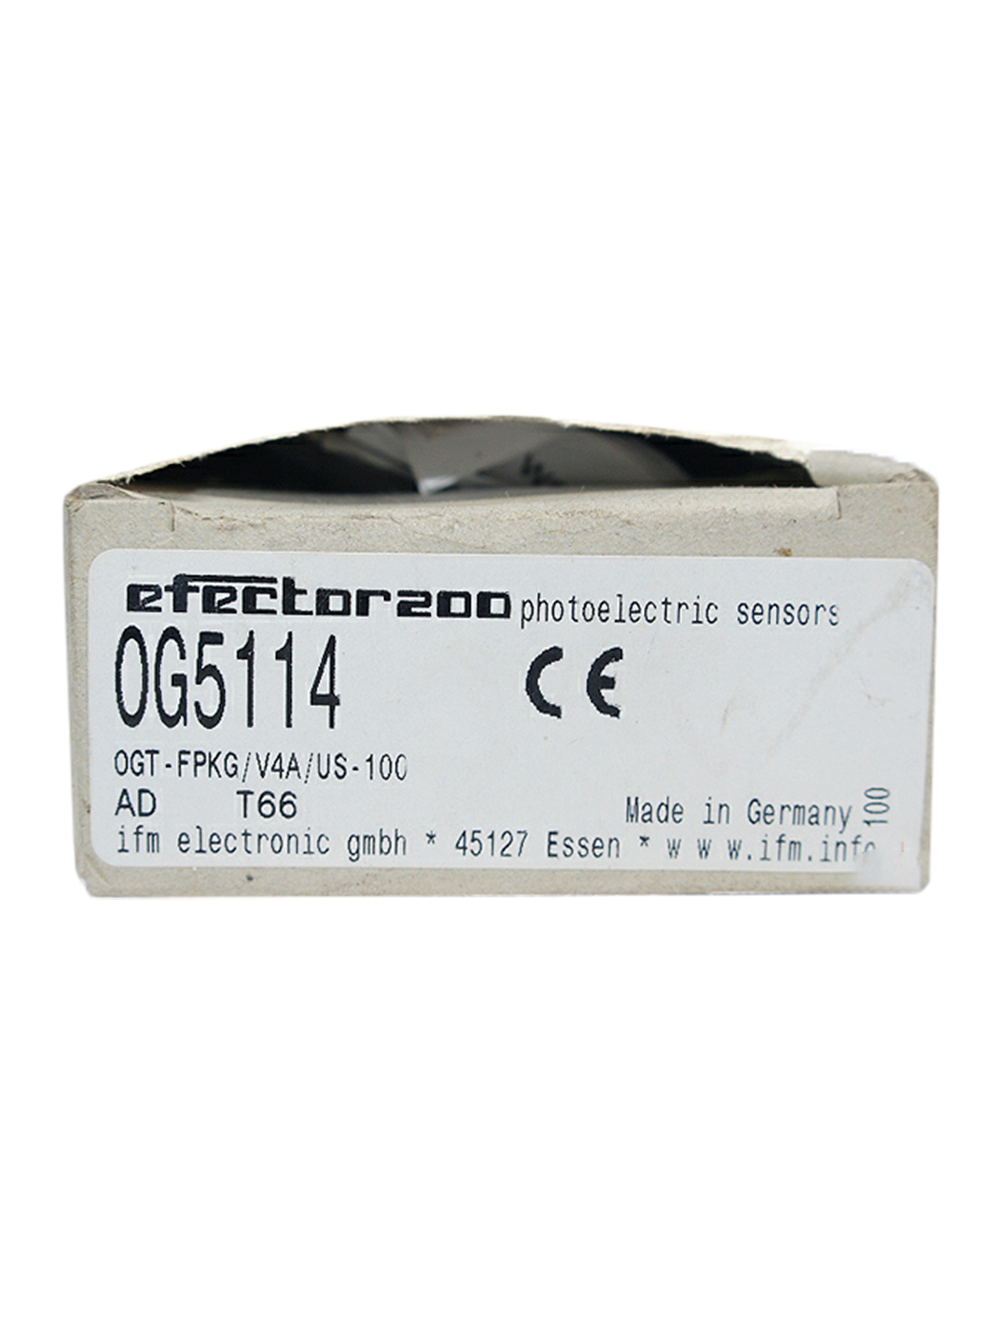 efector200 photoelectric sensors
OG5114
CE
OGT-FPKG/V4A/US-100
AD T66
Made in Germany
100
ifm electronic gmbh * 45127 Essen * w w w.ifm.info